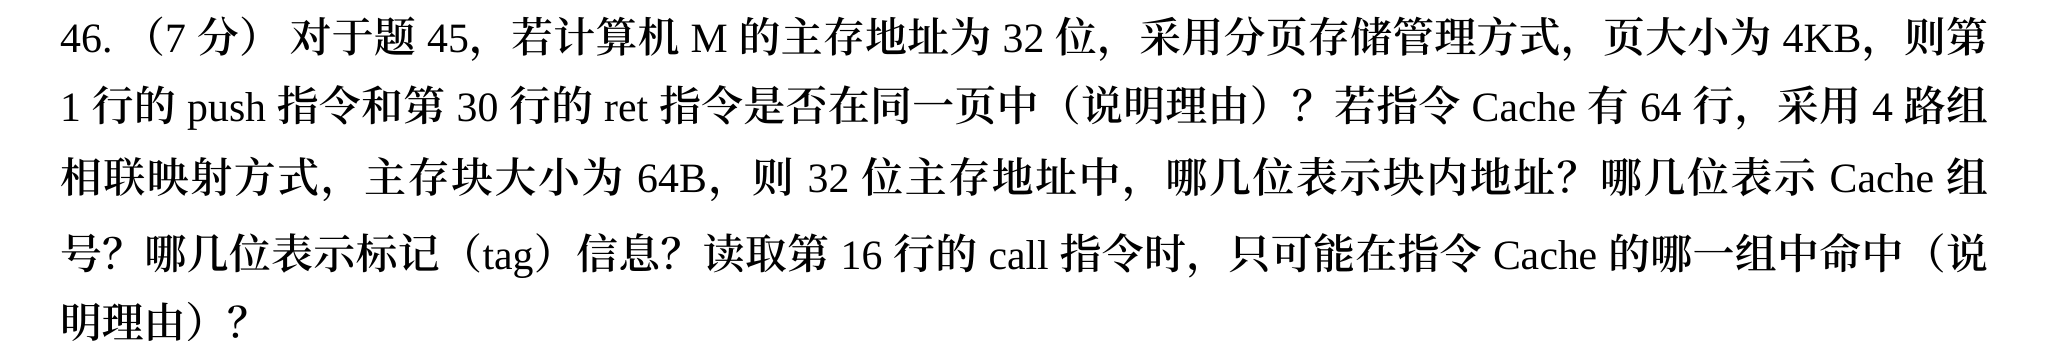 46. （7 分） 对于题 45，若计算机 M 的主存地址为 32 位，采用分页存储管理方式，页大小为 4KB，则第
1 行的 push 指令和第 30 行的 ret 指令是否在同一页中（说明理由）？若指令 Cache 有 64 行，采用 4 路组
相联映射方式，主存块大小为 64B，则 32 位主存地址中，哪几位表示块内地址？哪几位表示 Cache 组
号？哪几位表示标记（tag）信息？读取第 16 行的 call 指令时，只可能在指令 Cache 的哪一组中命中（说
明理由）？